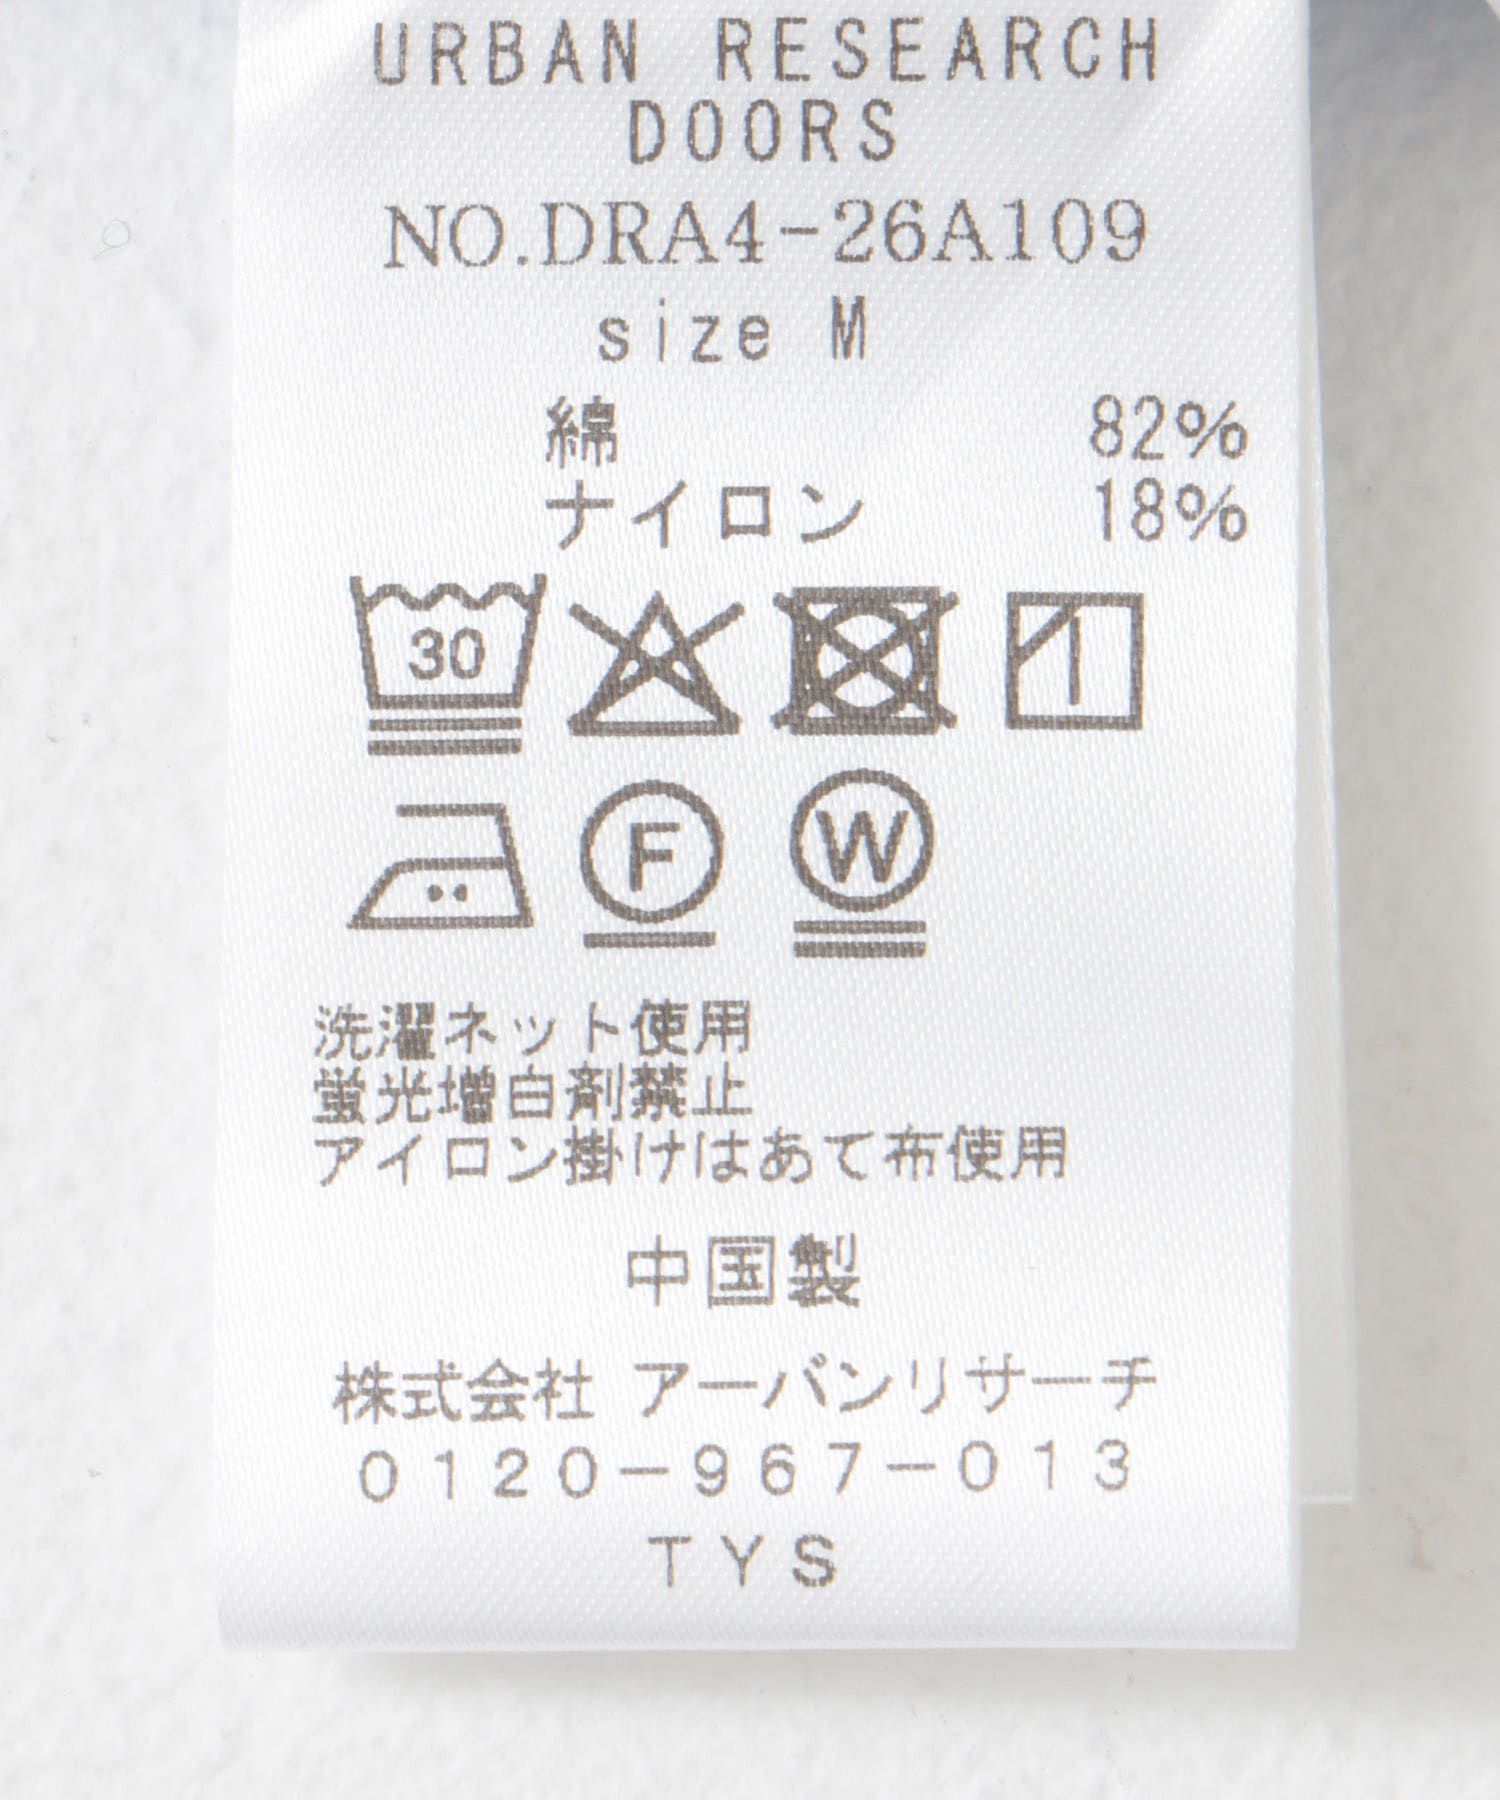 URBAN RESEARCH
DOORS
NO.DRA4-26A109
size M
綿 82%
ナイロン 18%
30
F W
洗濯ネット使用
蛍光増白剤禁止
アイロン掛けはあて布使用
中国製
株式会社 アーバンリサーチ
0120-967-013
TYS